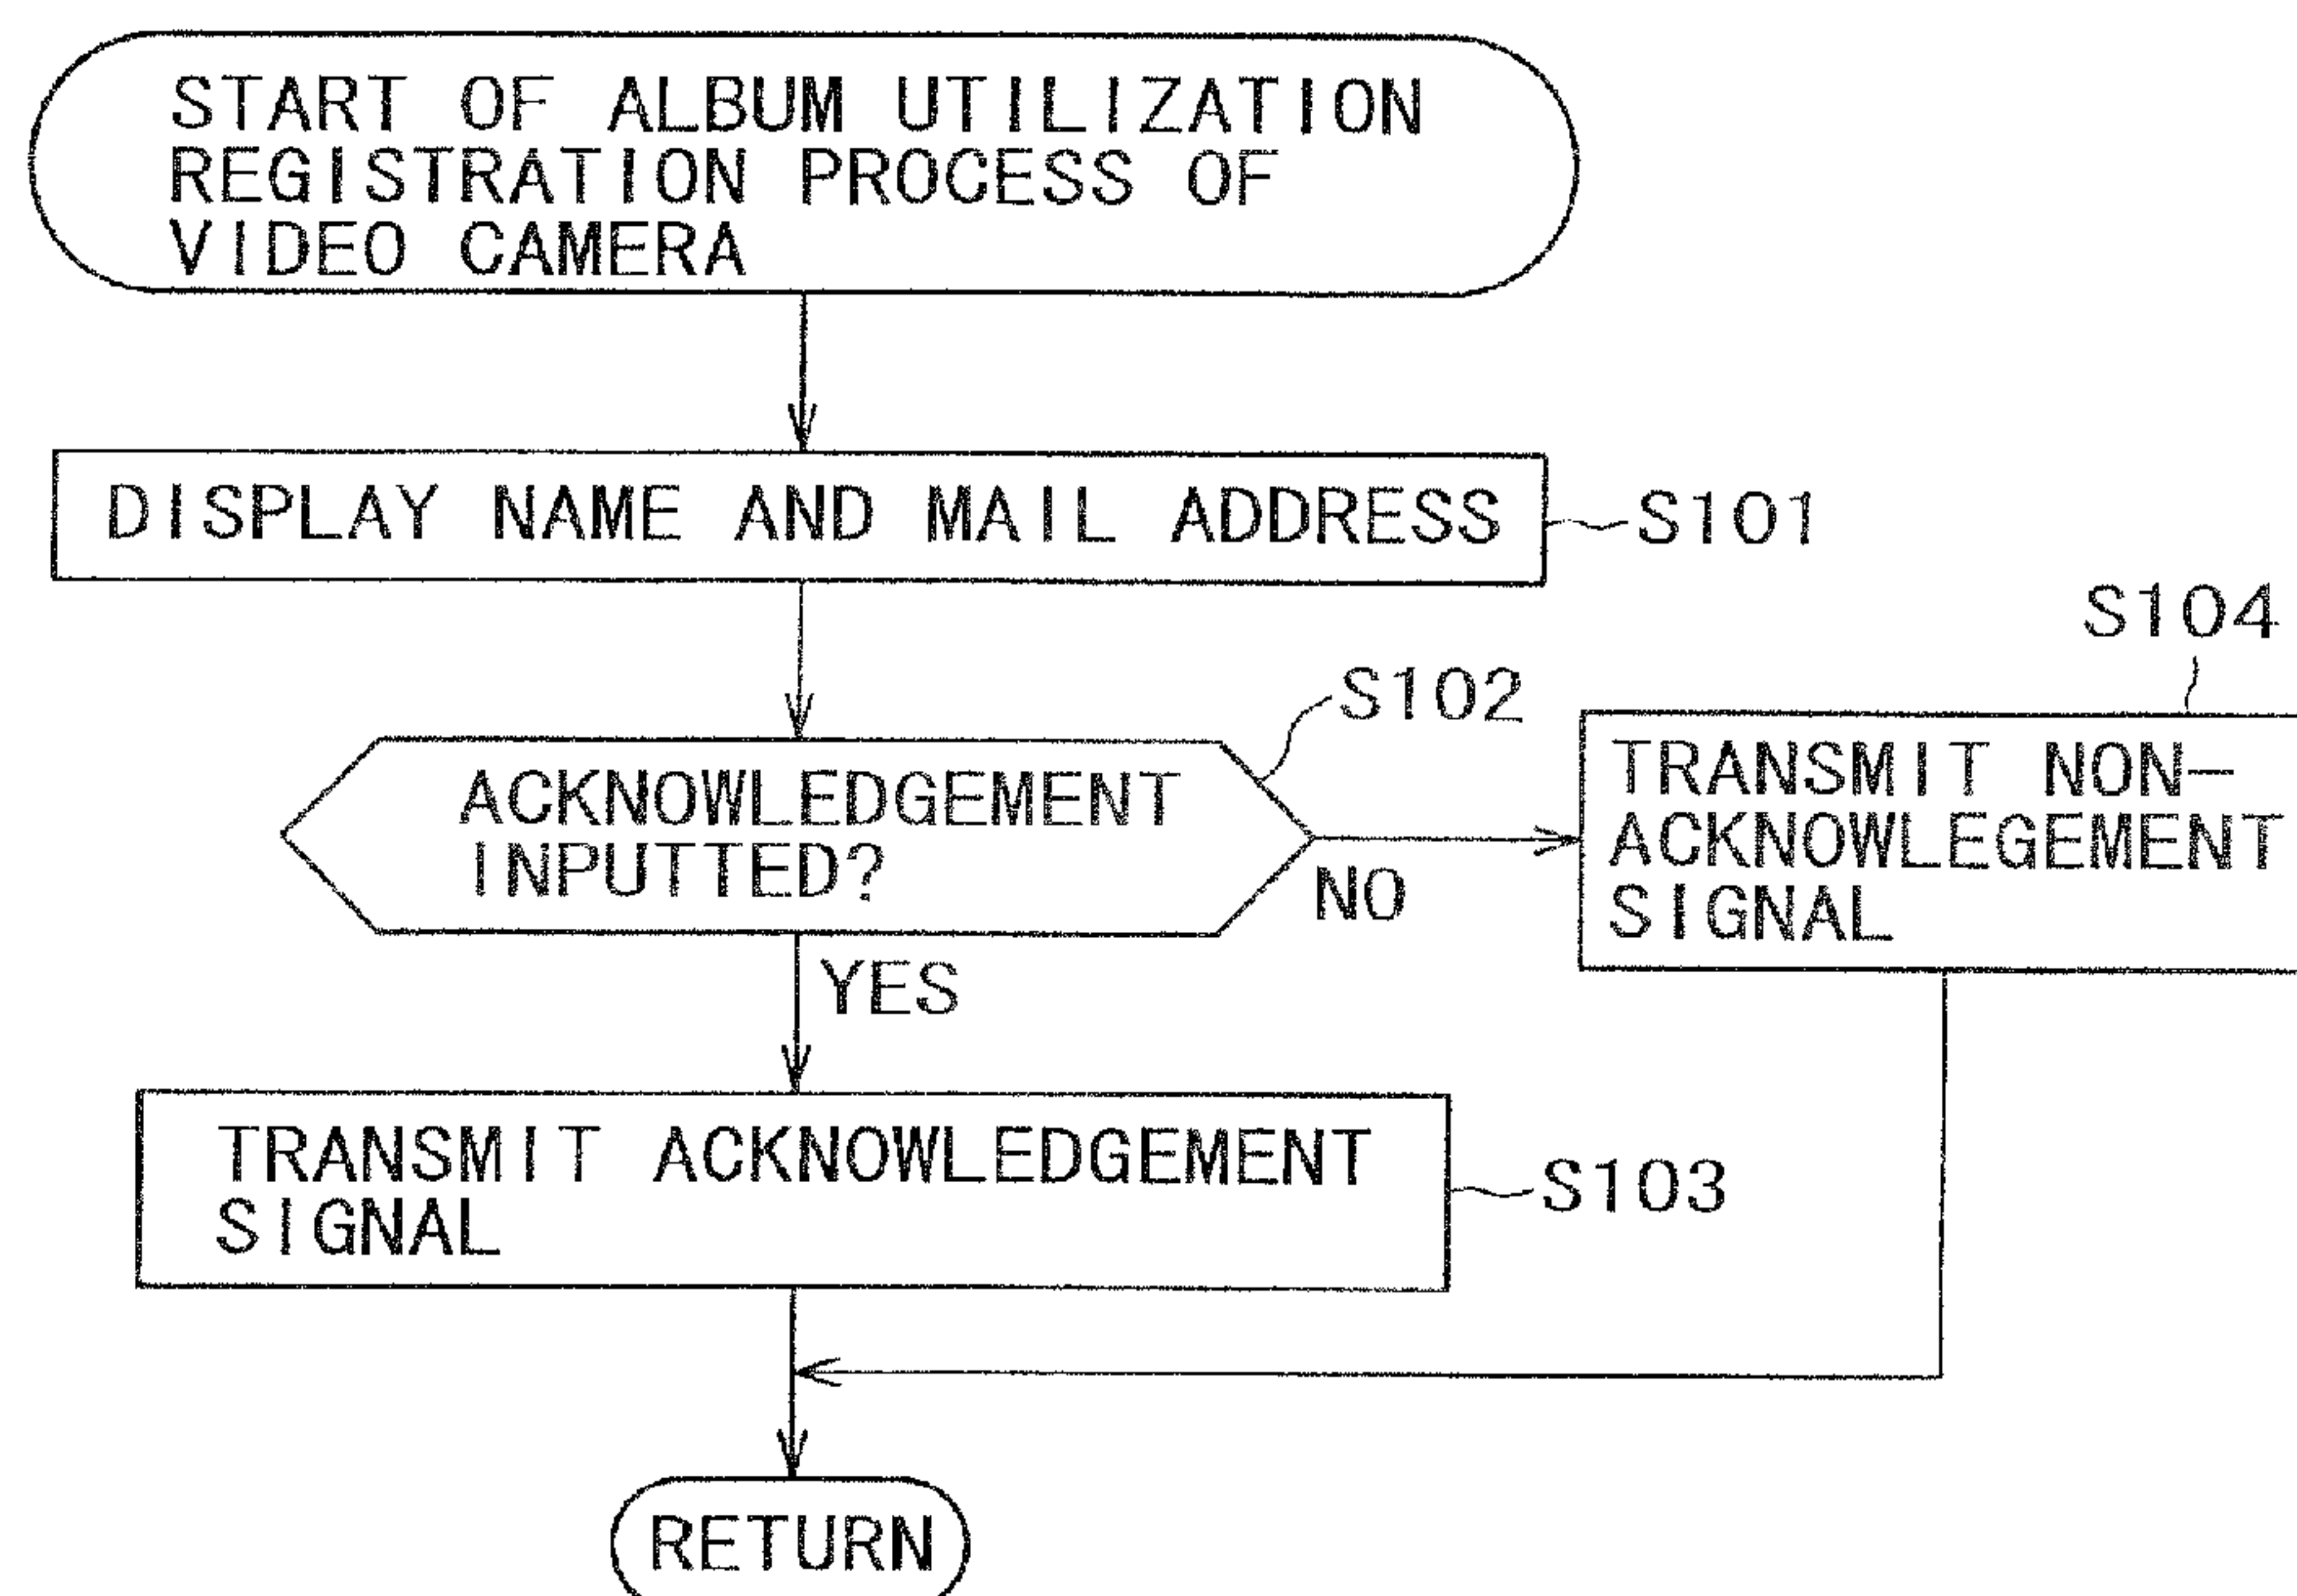 START OF ALBUM UTILIZATION
REGISTRATION PROCESS OF
VIDEO CAMERA
DISPLAY NAME AND MAIL ADDRESS
S101
S104
S102
TRANSMIT NON-
ACKNOWLEGEMENT
SIGNAL
ACKNOWLEDGEMENT
INPUTTED?
NO
YES
TRANSMIT ACKNOWLEDGEMENT
SIGNAL
S103
RETURN